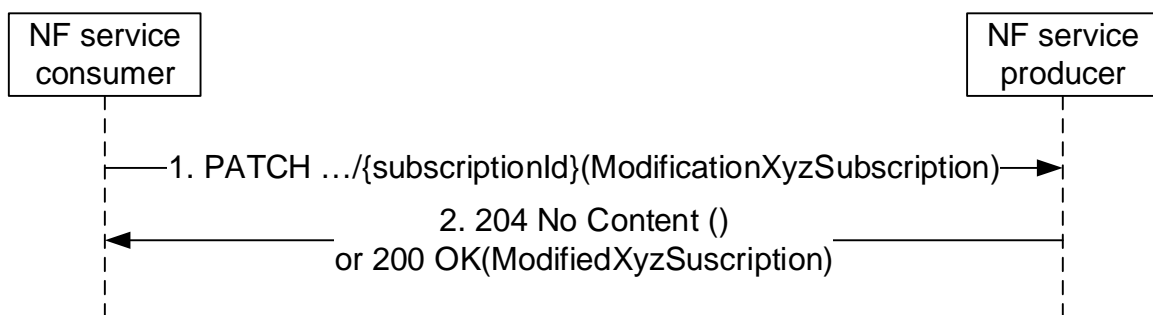 NF service
consumer
NF service
producer
1. PATCH …/{subscriptionId}(ModificationXyzSubscription)
2. 204 No Content ()
or 200 OK(ModifiedXyzSuscription)